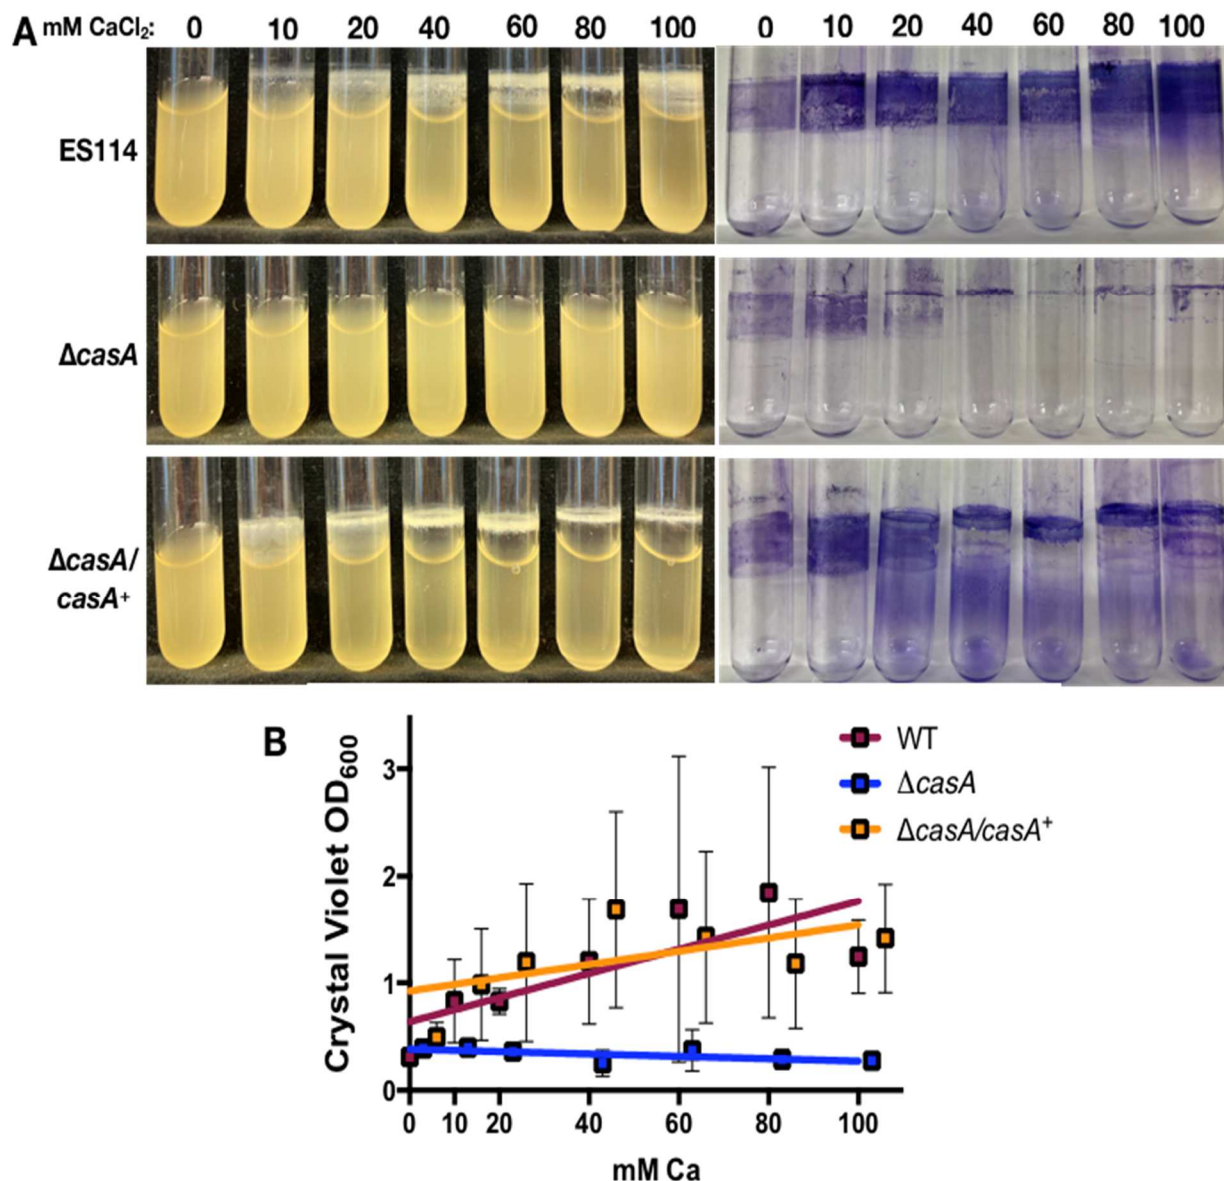 A mM CaCl₂: 0 10 20 40 60 80 100 0 10 20 40 60 80 100
ES114
ΔcasA
ΔcasA/
casA⁺
B
WT
ΔcasA
ΔcasA/casA⁺
Crystal Violet OD₆₀₀
3
2
1
0
0 10 20 40 60 80 100
mM Ca